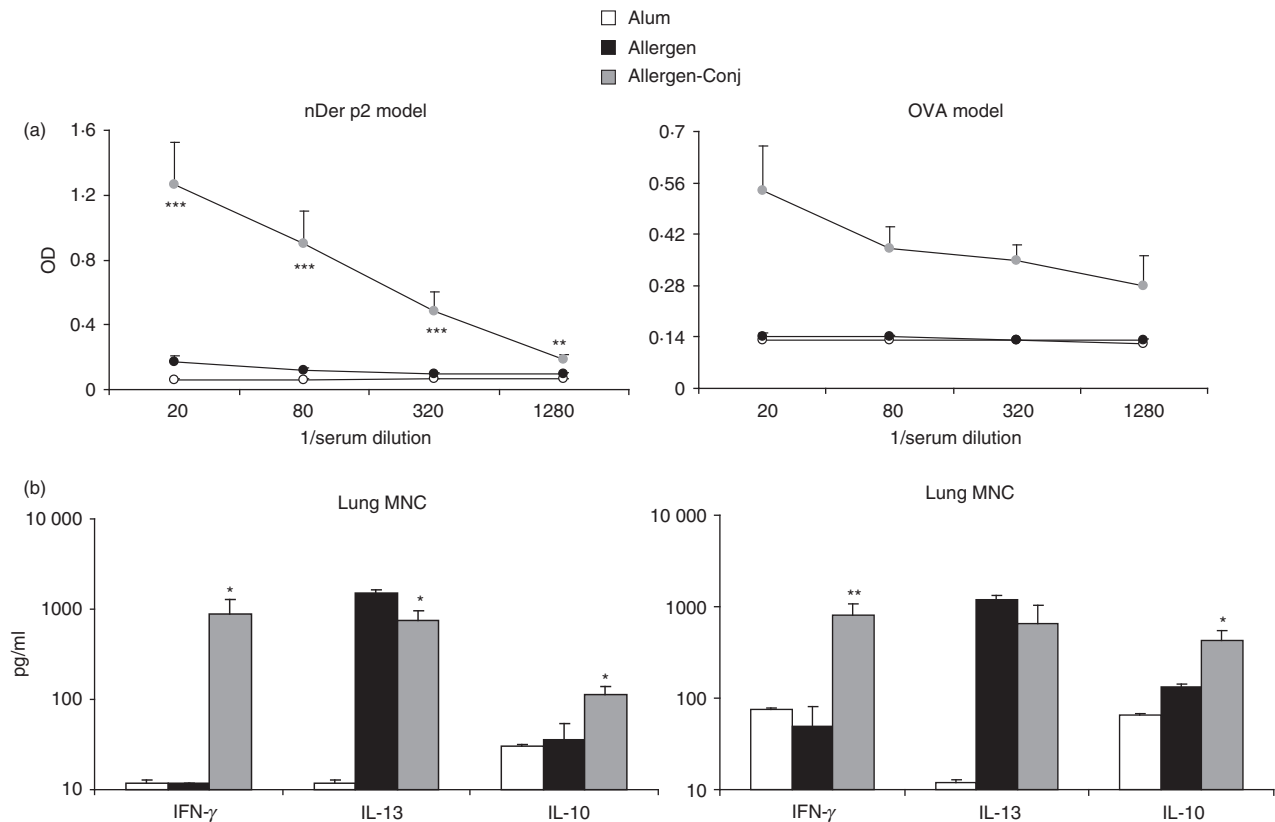 Alum
Allergen
Allergen-Conj
(a)
nDer p2 model
OD
1·6
1·2
0·8
0·4
0
***
***
***
**
20 80 320 1280
1/serum dilution
OVA model
0·7
0·56
0·42
0·28
0·14
0
20 80 320 1280
1/serum dilution
(b)
Lung MNC
pg/ml
10 000
1000
100
10
*
*
*
IFN-γ IL-13 IL-10
Lung MNC
10 000
1000
100
10
**
*
IFN-γ IL-13 IL-10